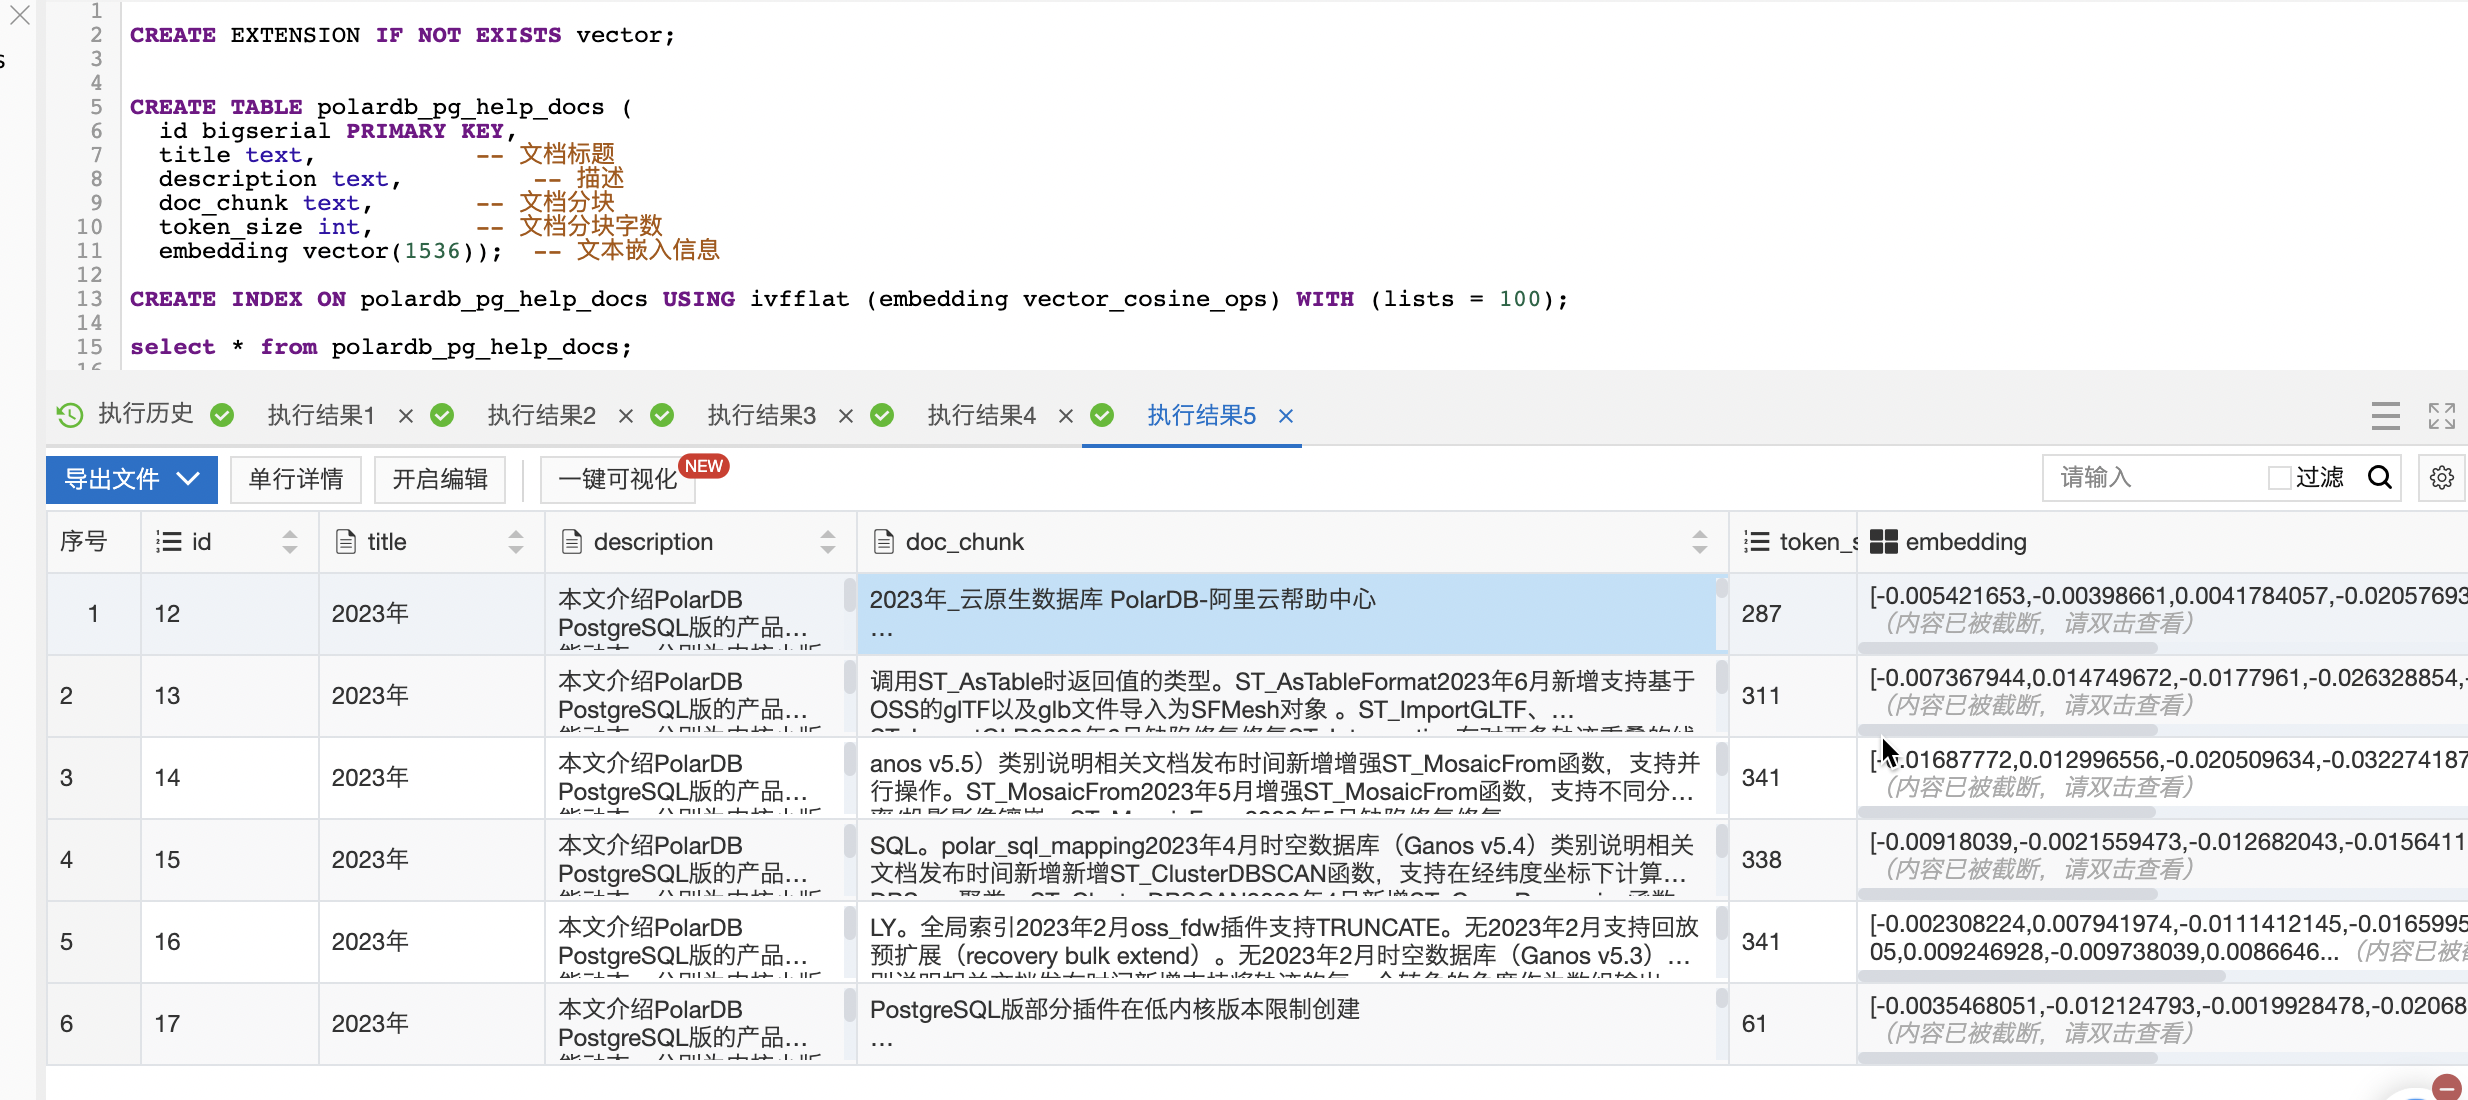 1
2 CREATE EXTENSION IF NOT EXISTS vector;
3
4
5 CREATE TABLE polardb_pg_help_docs (
6 id bigserial PRIMARY KEY,
7 title text, -- 文档标题
8 description text, -- 描述
9 doc_chunk text, -- 文档分块
10 token_size int, -- 文档分块字数
11 embedding vector(1536)); -- 文本嵌入信息
12
13 CREATE INDEX ON polardb_pg_help_docs USING ivfflat (embedding vector_cosine_ops) WITH (lists = 100);
14
15 select * from polardb_pg_help_docs;
16
执行历史 执行结果1 × 执行结果2 × 执行结果3 × 执行结果4 × 执行结果5 ×
导出文件 单行详情 开启编辑 一键可视化 NEW 请输入 过滤
序号 id title description doc_chunk token_s embedding
1 12 2023年 本文介绍PolarDB 2023年_云原生数据库 PolarDB-阿里云帮助中心 287 [-0.005421653,-0.00398661,0.0041784057,-0.02057693
PostgreSQL版的产品... ... （内容已被截断，请双击查看）
2 13 2023年 本文介绍PolarDB 调用ST_AsTable时返回值的类型。ST_AsTableFormat2023年6月新增支持基于 311 [-0.007367944,0.014749672,-0.0177961,-0.026328854,-
PostgreSQL版的产品... OSS的glTF以及glb文件导入为SFMesh对象 。ST_ImportGLTF、... （内容已被截断，请双击查看）
3 14 2023年 本文介绍PolarDB anos v5.5）类别说明相关文档发布时间新增增强ST_MosaicFrom函数，支持并 341 [-0.01687772,0.012996556,-0.020509634,-0.032274187
PostgreSQL版的产品... 行操作。ST_MosaicFrom2023年5月增强ST_MosaicFrom函数，支持不同分... （内容已被截断，请双击查看）
4 15 2023年 本文介绍PolarDB SQL。polar_sql_mapping2023年4月时空数据库（Ganos v5.4）类别说明相关 338 [-0.00918039,-0.0021559473,-0.012682043,-0.0156411
PostgreSQL版的产品... 文档发布时间新增新增ST_ClusterDBSCAN函数，支持在经纬度坐标下计算... （内容已被截断，请双击查看）
5 16 2023年 本文介绍PolarDB LY。全局索引2023年2月oss_fdw插件支持TRUNCATE。无2023年2月支持回放 341 [-0.002308224,0.007941974,-0.0111412145,-0.0165995
PostgreSQL版的产品... 预扩展（recovery bulk extend）。无2023年2月时空数据库（Ganos v5.3）... 05,0.009246928,-0.009738039,0.0086646... （内容已被截
6 17 2023年 本文介绍PolarDB PostgreSQL版部分插件在低内核版本限制创建 61 [-0.0035468051,-0.012124793,-0.0019928478,-0.02068
PostgreSQL版的产品... ... （内容已被截断，请双击查看）